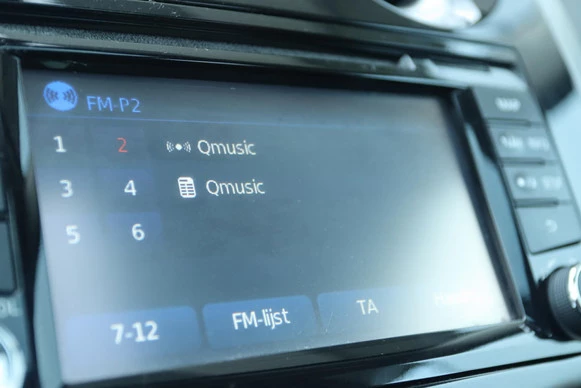 FM-P2
1 2 Qmusic
3 4 Qmusic
5 6
7-12 FM-lijst TA